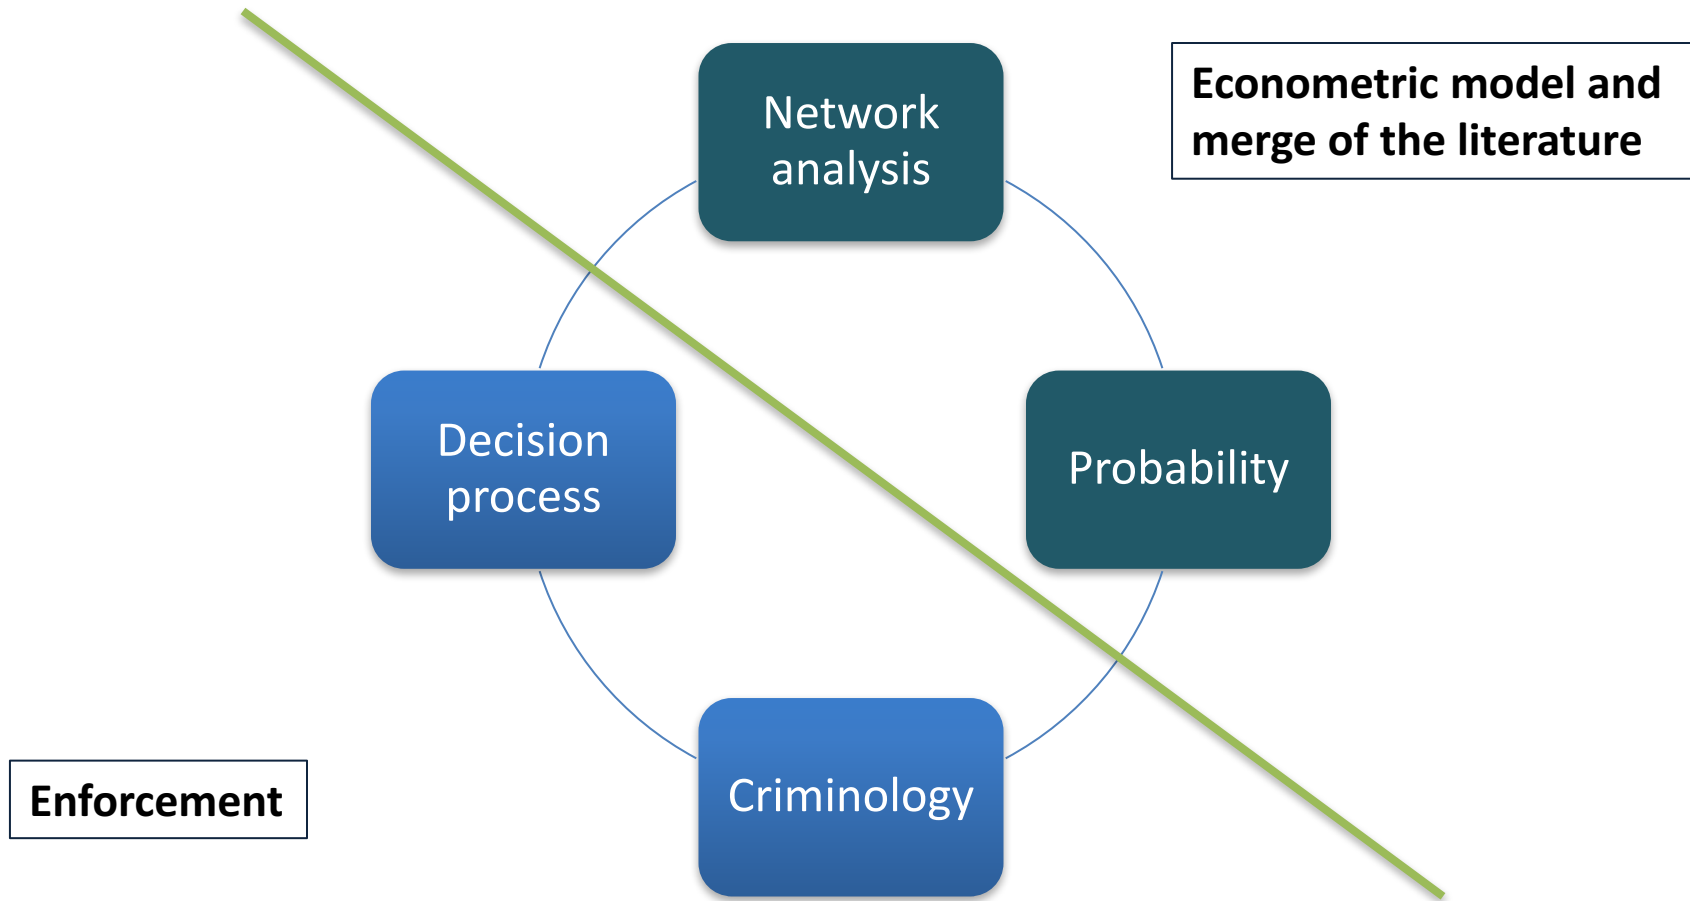 Network
analysis
Econometric model and
merge of the literature
Decision
process
Probability
Criminology
Enforcement